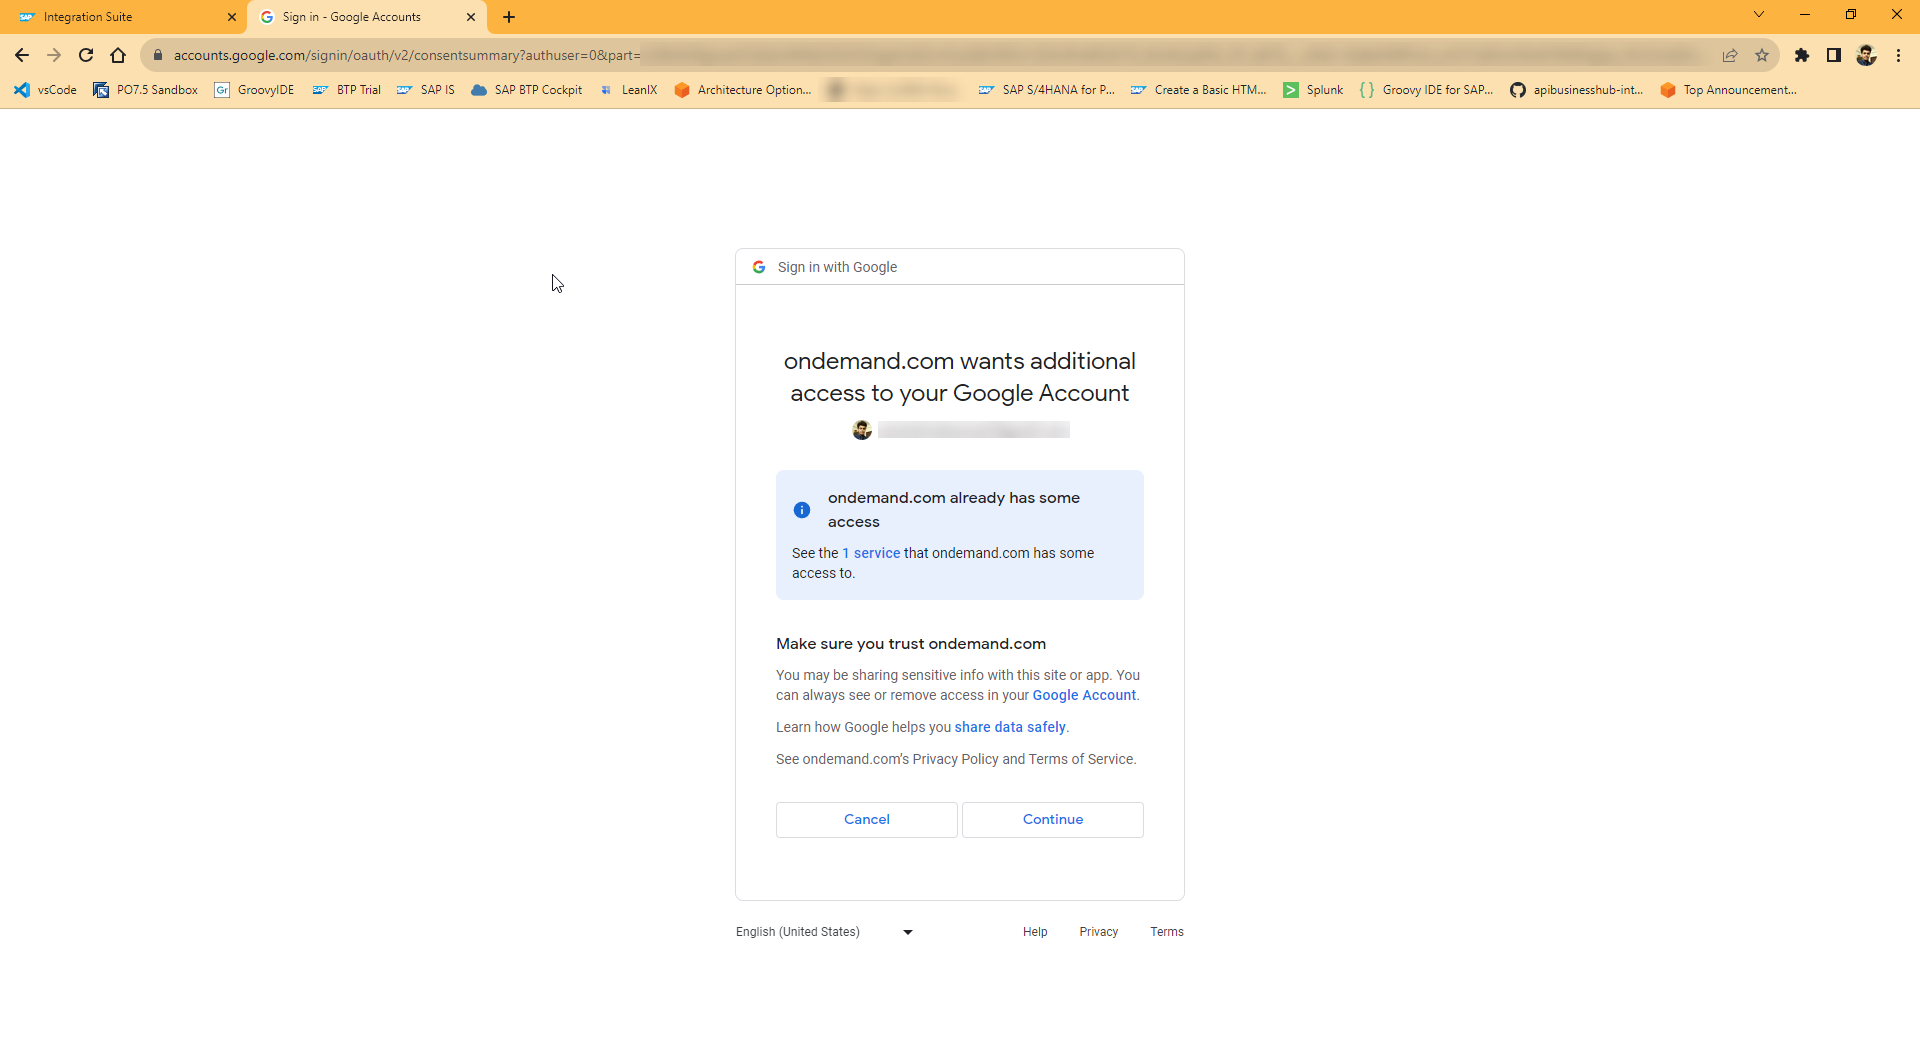 Integration Suite
Sign in - Google Accounts
accounts.google.com/signin/oauth/v2/consentsummary?authuser=0&part=
vsCode
PO7.5 Sandbox
Gr GroovyIDE
SAP BTP Trial
SAP SAP IS
SAP BTP Cockpit
LeanIX
Architecture Option...
SAP SAP S/4HANA for P...
SAP Create a Basic HTM...
Splunk
{ } Groovy IDE for SAP...
apibusinesshub-int...
Top Announcement...
Sign in with Google
ondemand.com wants additional
access to your Google Account
ondemand.com already has some
access
See the 1 service that ondemand.com has some
access to.
Make sure you trust ondemand.com
You may be sharing sensitive info with this site or app. You
can always see or remove access in your Google Account.
Learn how Google helps you share data safely.
See ondemand.com's Privacy Policy and Terms of Service.
Cancel
Continue
English (United States)
Help
Privacy
Terms